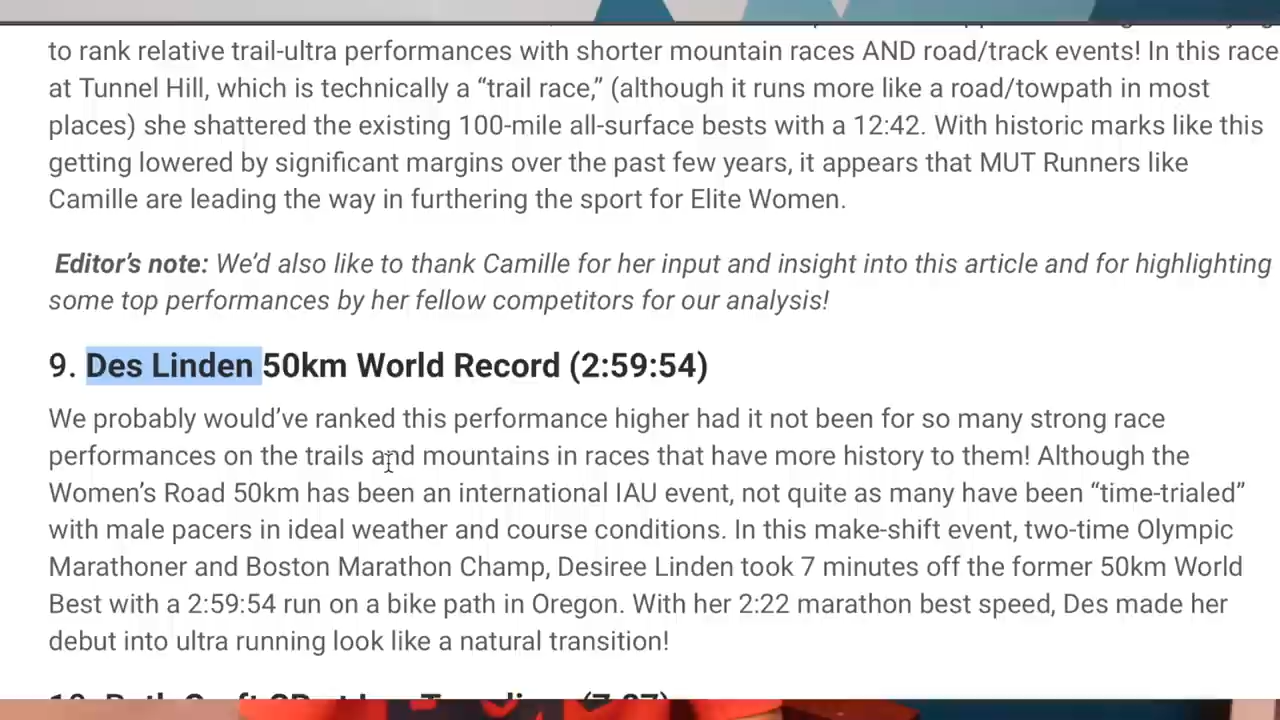 to rank relative trail-ultra performances with shorter mountain races AND road/track events! In this race
at Tunnel Hill, which is technically a “trail race,” (although it runs more like a road/towpath in most
places) she shattered the existing 100-mile all-surface bests with a 12:42. With historic marks like this
getting lowered by significant margins over the past few years, it appears that MUT Runners like
Camille are leading the way in furthering the sport for Elite Women.
Editor’s note: We’d also like to thank Camille for her input and insight into this article and for highlighting
some top performances by her fellow competitors for our analysis!
9. Des Linden 50km World Record (2:59:54)
We probably would’ve ranked this performance higher had it not been for so many strong race
performances on the trails and mountains in races that have more history to them! Although the
Women’s Road 50km has been an international IAU event, not quite as many have been “time-trialed”
with male pacers in ideal weather and course conditions. In this make-shift event, two-time Olympic
Marathoner and Boston Marathon Champ, Desiree Linden took 7 minutes off the former 50km World
Best with a 2:59:54 run on a bike path in Oregon. With her 2:22 marathon best speed, Des made her
debut into ultra running look like a natural transition!